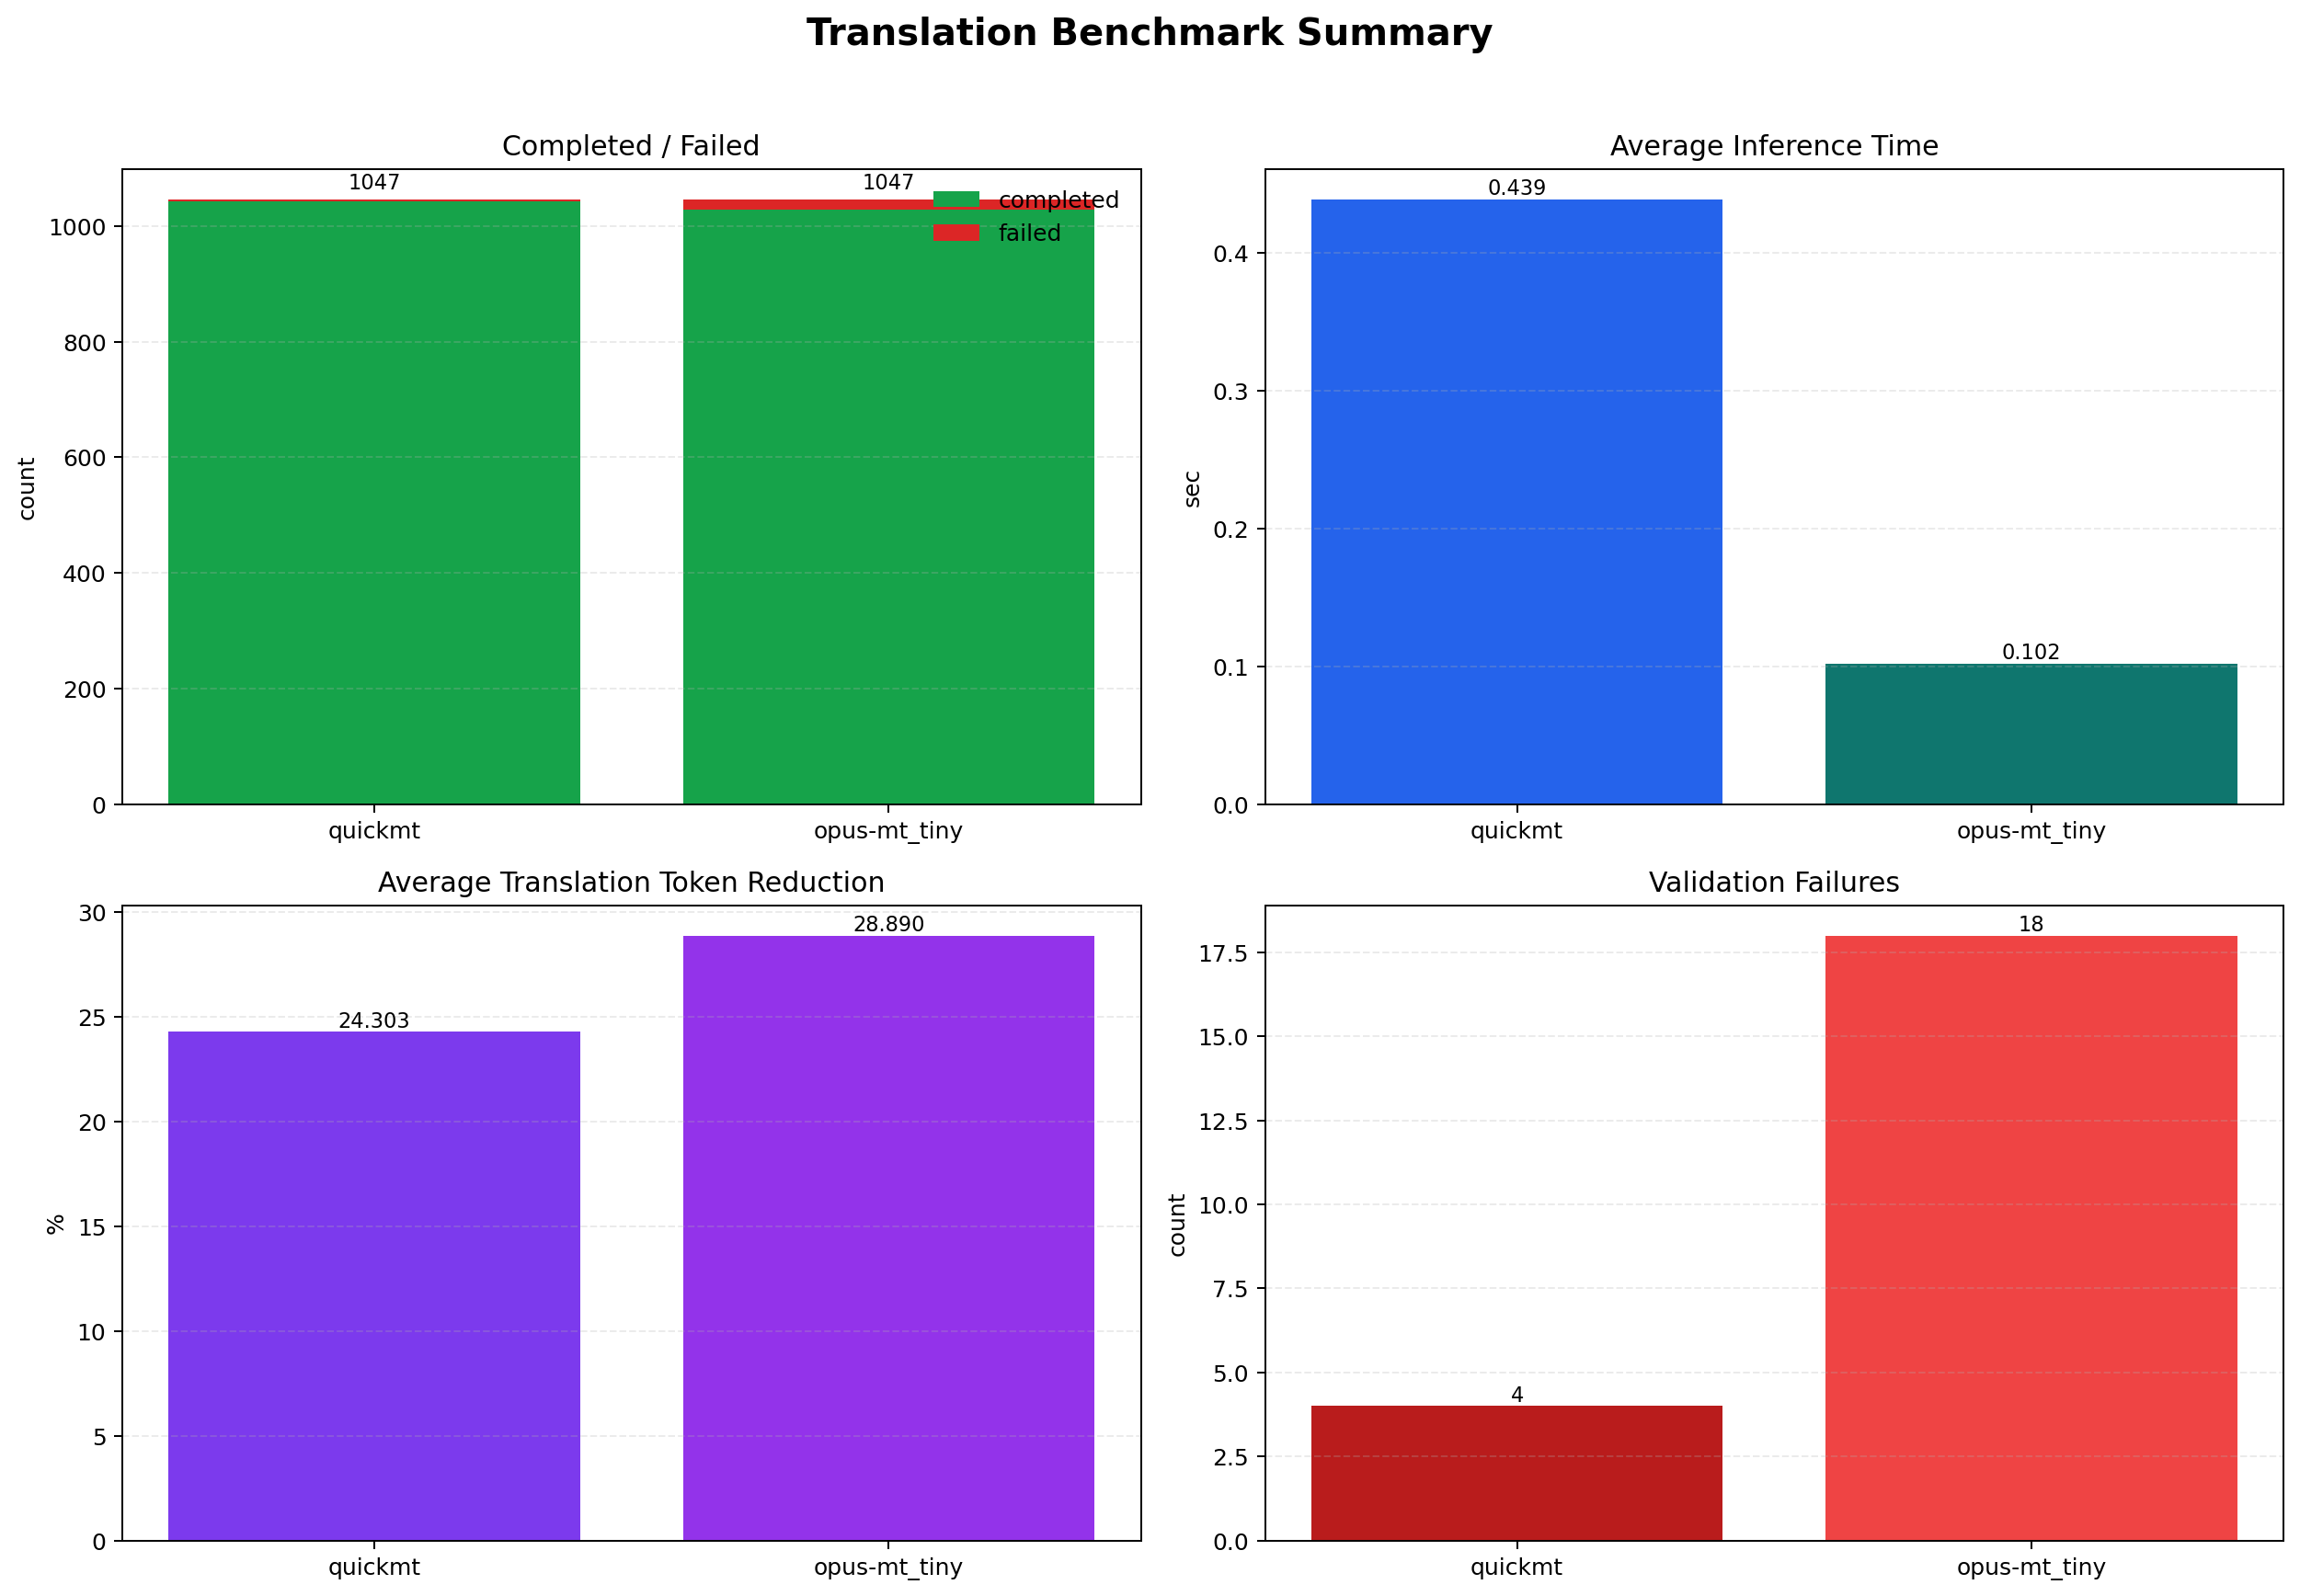 Translation Benchmark Summary
Completed / Failed
1047
1047
completed
failed
1000
800
600
400
200
0
count
quickmt
opus-mt_tiny
Average Inference Time
0.439
0.102
0.4
0.3
0.2
0.1
0.0
sec
quickmt
opus-mt_tiny
Average Translation Token Reduction
24.303
28.890
30
25
20
15
10
5
0
%
quickmt
opus-mt_tiny
Validation Failures
4
18
17.5
15.0
12.5
10.0
7.5
5.0
2.5
0.0
count
quickmt
opus-mt_tiny